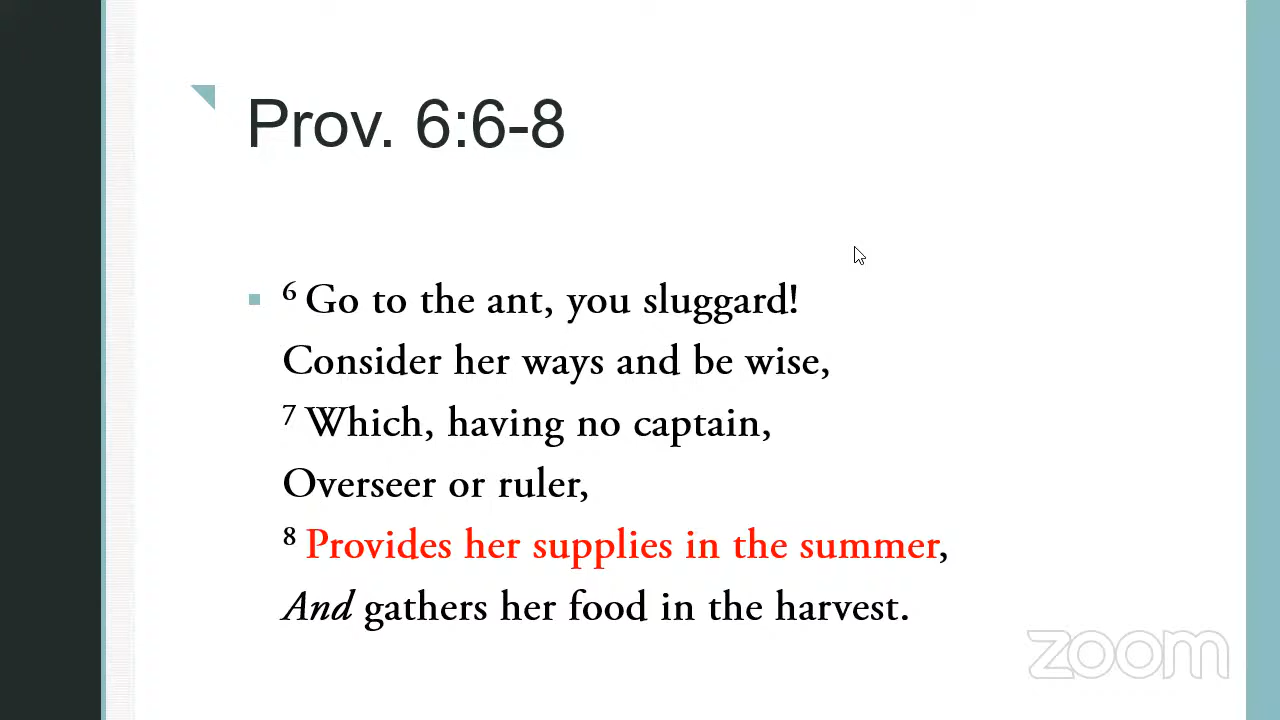 Prov. 6:6-8
6 Go to the ant, you sluggard!
Consider her ways and be wise,
7 Which, having no captain,
Overseer or ruler,
8 Provides her supplies in the summer,
And gathers her food in the harvest.
zoom